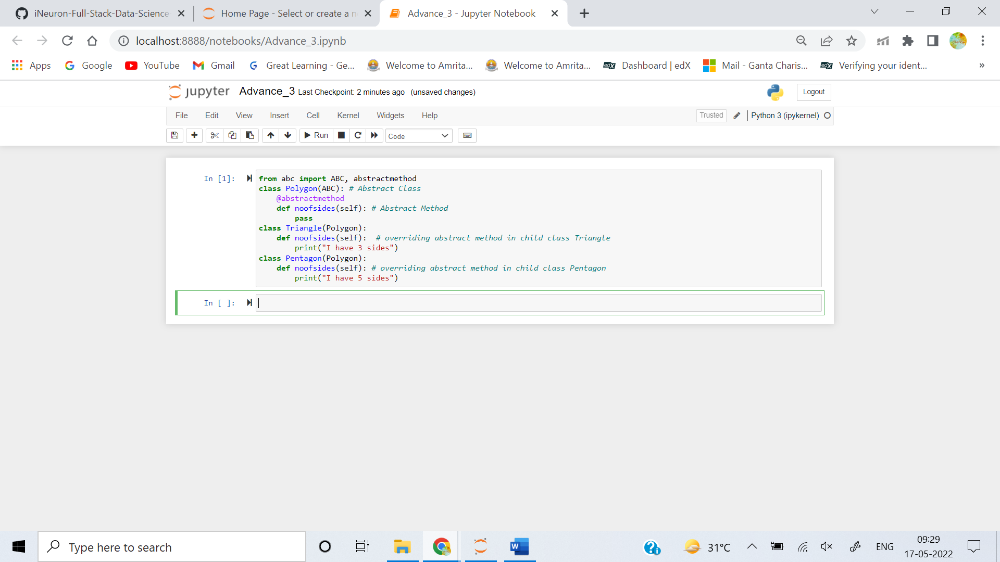 iNeuron-Full-Stack-Data-Science
Home Page - Select or create a n
Advance_3 - Jupyter Notebook
localhost:8888/notebooks/Advance_3.ipynb
Apps
Google
YouTube
Gmail
Great Learning - Ge...
Welcome to Amrita...
Welcome to Amrita...
edX Dashboard | edX
Mail - Ganta Charis...
edX Verifying your ident...
»
jupyter Advance_3 Last Checkpoint: 2 minutes ago (unsaved changes)
Logout
File Edit View Insert Cell Kernel Widgets Help
Trusted
Python 3 (ipykernel)
Run
Code
In [1]:
from abc import ABC, abstractmethod
class Polygon(ABC): # Abstract Class
    @abstractmethod
    def noofsides(self): # Abstract Method
        pass
class Triangle(Polygon):
    def noofsides(self):  # overriding abstract method in child class Triangle
        print("I have 3 sides")
class Pentagon(Polygon):
    def noofsides(self): # overriding abstract method in child class Pentagon
        print("I have 5 sides")
In [ ]:
Type here to search
31°C
ENG
09:29
17-05-2022